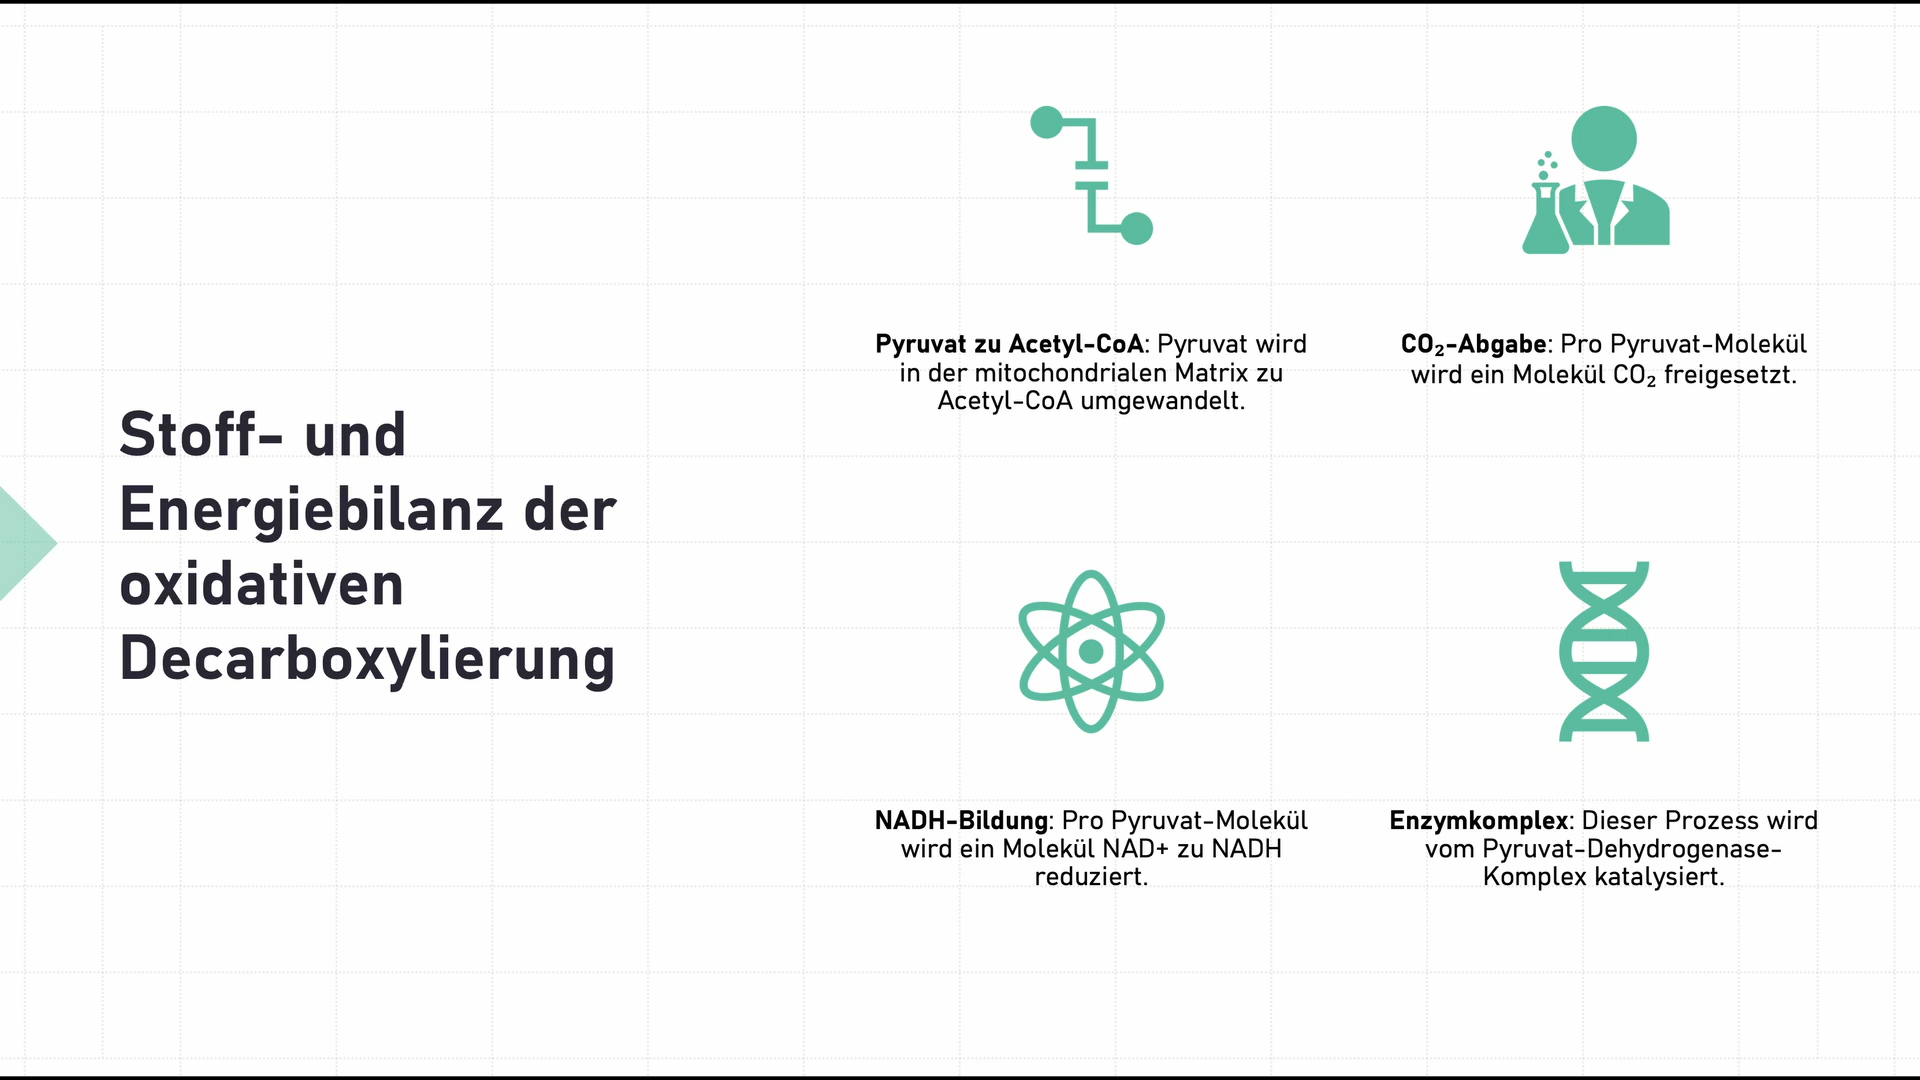 Stoff- und
Energiebilanz der
oxidativen
Decarboxylierung
Pyruvat zu Acetyl-CoA: Pyruvat wird
in der mitochondrialen Matrix zu
Acetyl-CoA umgewandelt.
CO₂-Abgabe: Pro Pyruvat-Molekül
wird ein Molekül CO₂ freigesetzt.
NADH-Bildung: Pro Pyruvat-Molekül
wird ein Molekül NAD+ zu NADH
reduziert.
Enzymkomplex: Dieser Prozess wird
vom Pyruvat-Dehydrogenase-
Komplex katalysiert.